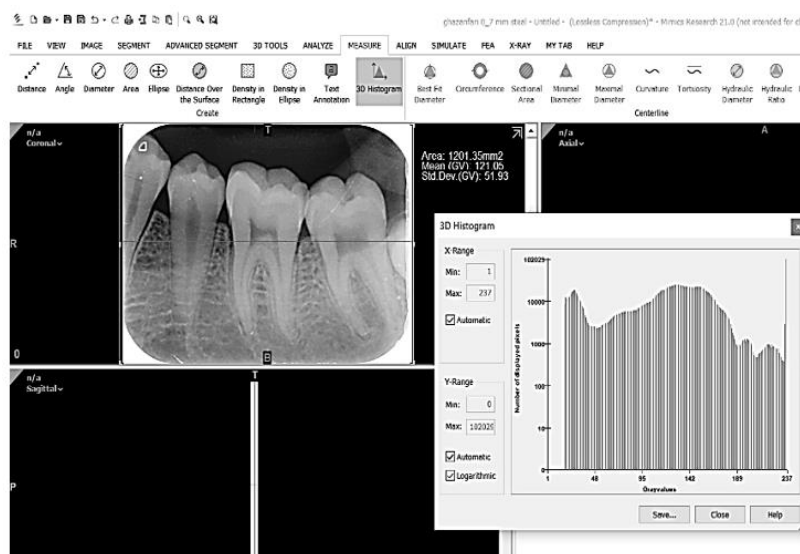 ghazenfan 0_7 mm steel - Untitled - (Lossless Compression)* - Mimics Research 21.0 (not intended for cl
FILE VIEW IMAGE SEGMENT ADVANCED SEGMENT 3D TOOLS ANALYZE MEASURE ALIGN SIMULATE FEA X-RAY MY TAB HELP
Distance Angle Diameter Area Ellipse Distance Over the Surface Density in Rectangle Density in Ellipse Text Annotation 3D Histogram Best Fit Diameter Circumference Sectional Area Minimal Diameter Maximal Diameter Curvature Tortuosity Hydraulic Diameter Hydraulic Ratio
Create Centerline
n/a
Coronal
T
Area: 1201.35mm2
Mean (GV): 121.05
Std.Dev.(GV): 51.93
R
0
B
n/a
Axial
A
n/a
Sagittal
T
P
3D Histogram
X-Range
Min: 1
Max: 237
Automatic
Y-Range
Min: 0
Max: 102029
Automatic
Logarithmic
Number of displayed pixels
102029
10000
1000
100
10
0
1 48 95 142 189 237
Grayvalues
Save... Close Help